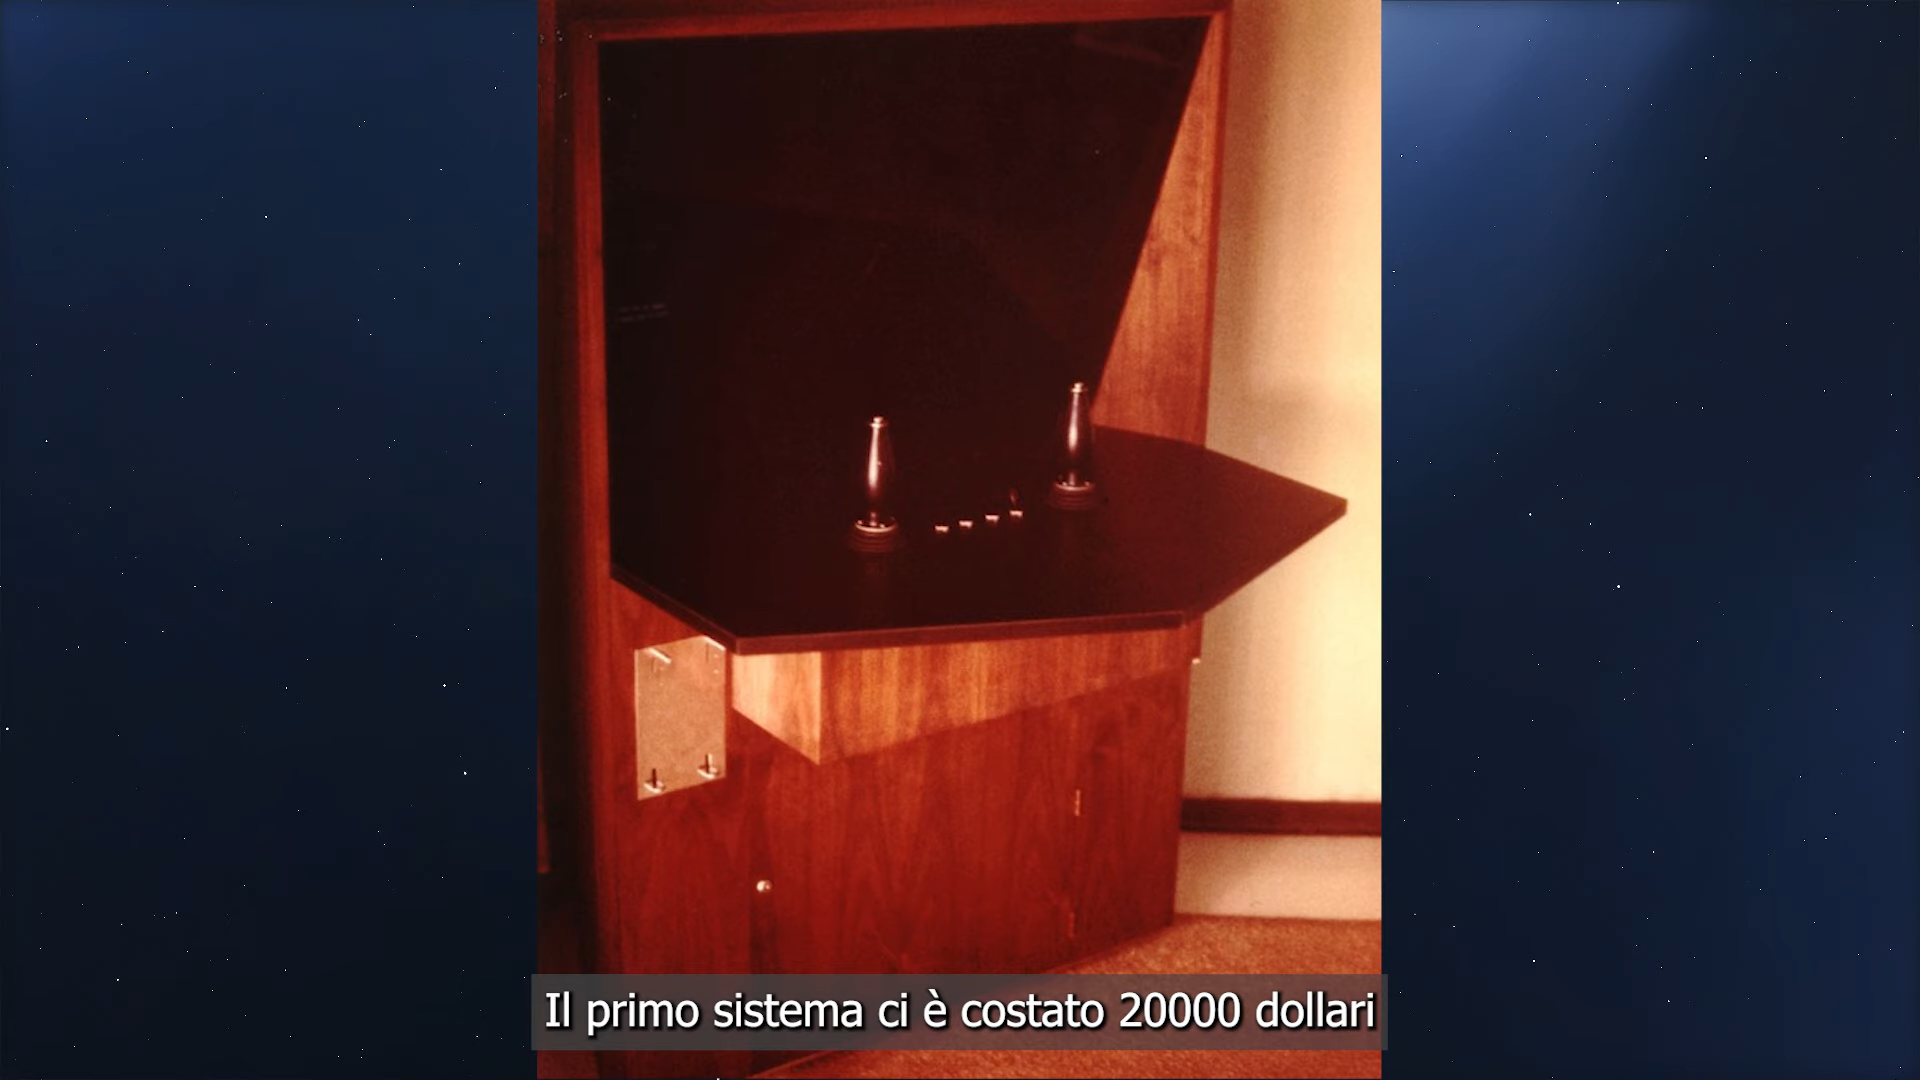 Il primo sistema ci è costato 20000 dollari